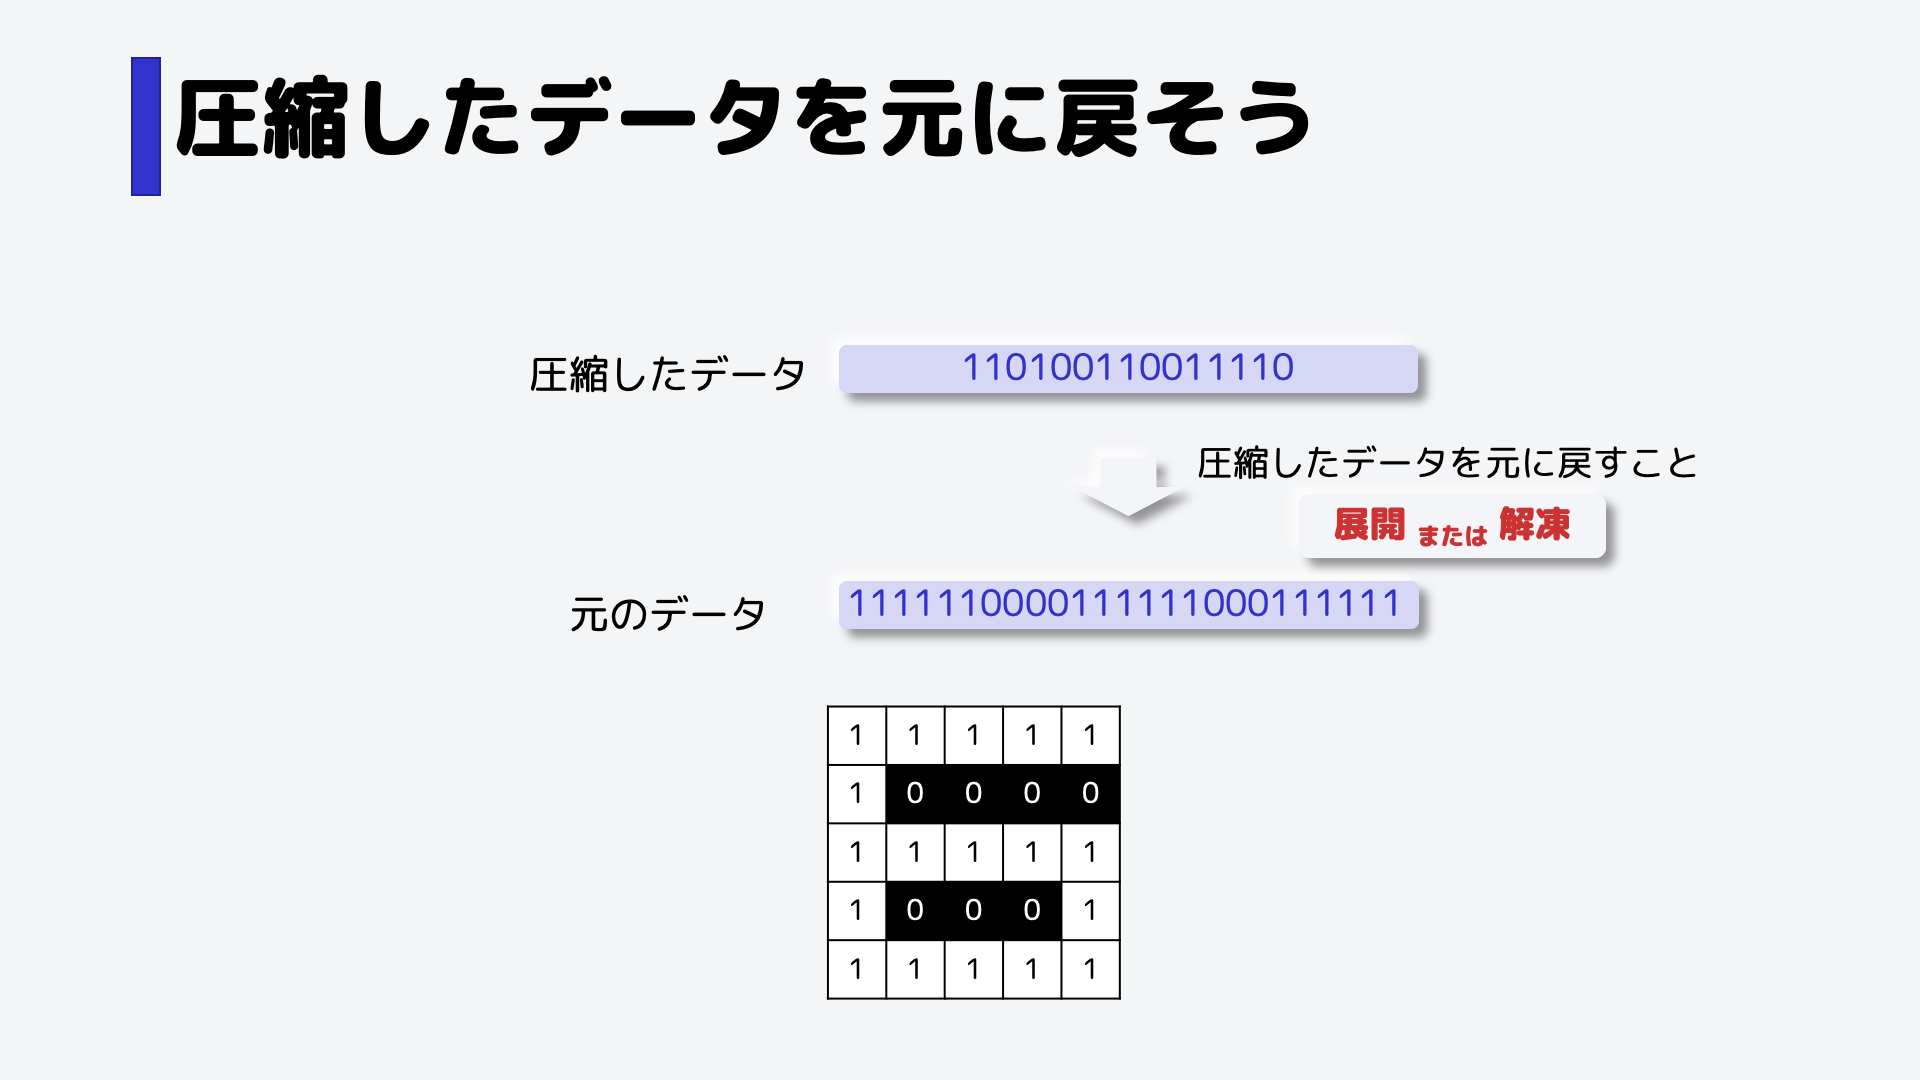 圧縮したデータを元に戻そう
圧縮したデータ 110100110011110
圧縮したデータを元に戻すこと
展開 または 解凍
元のデータ 1111110000111111000111111
1 1 1 1 1
1 0 0 0 0
1 1 1 1 1
1 0 0 0 1
1 1 1 1 1